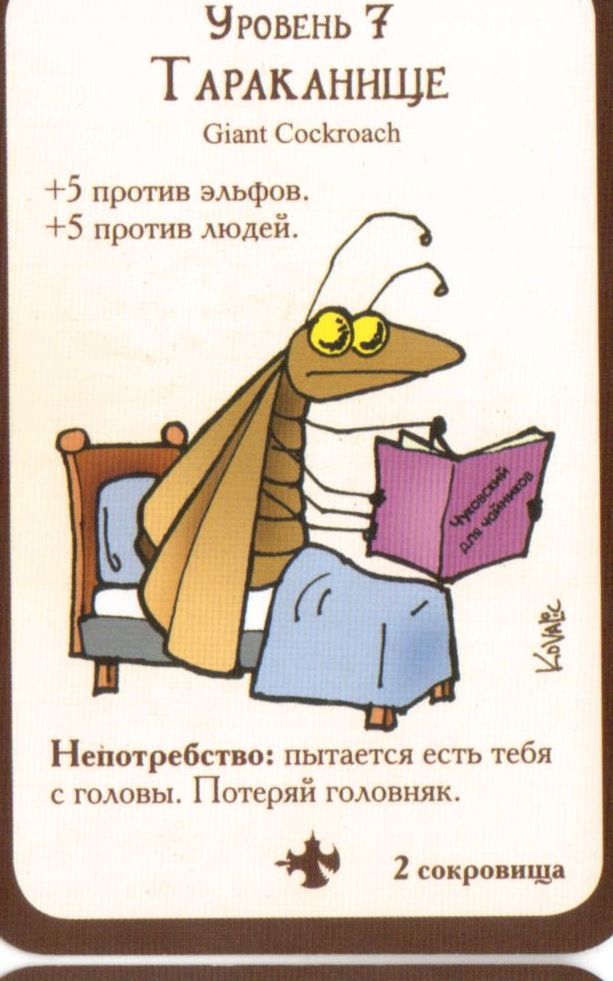 Уровень 7
Тараканище
Giant Cockroach
+5 против эльфов.
+5 против людей.
Чуковский
для чайников
KOVALIC
Непотребство: пытается есть тебя
с головы. Потеряй головняк.
2 сокровища